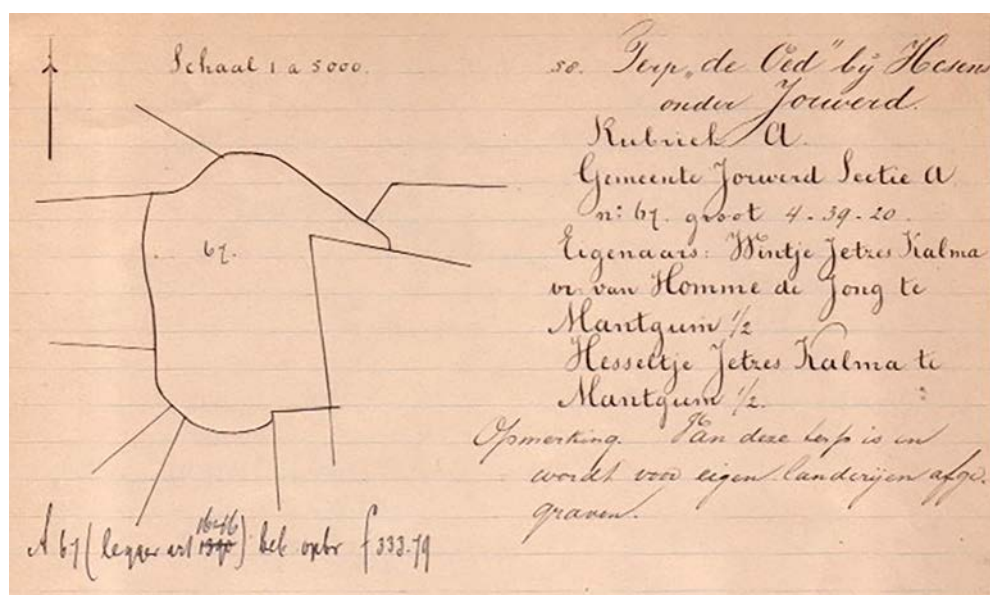 Schaal 1 a 5000.
58. Terp „de Oed" bij Hesens
onder Jorwerd.
Rubriek A.
Gemeente Jorwerd Sectie A
n: 67. groot 4-39-20.
Eigenaars: Wintje Jetzes Kalma
vr. van Homme de Jong te
Mantgum 1/2
Hesseltje Jetzes Kalma te
Mantgum 1/2.
Opmerking. Van deze terp is en
wordt voor eigen landerijen afge-
graven.
67.
A 67 (legger art 1646) bel. opbr f 333.79